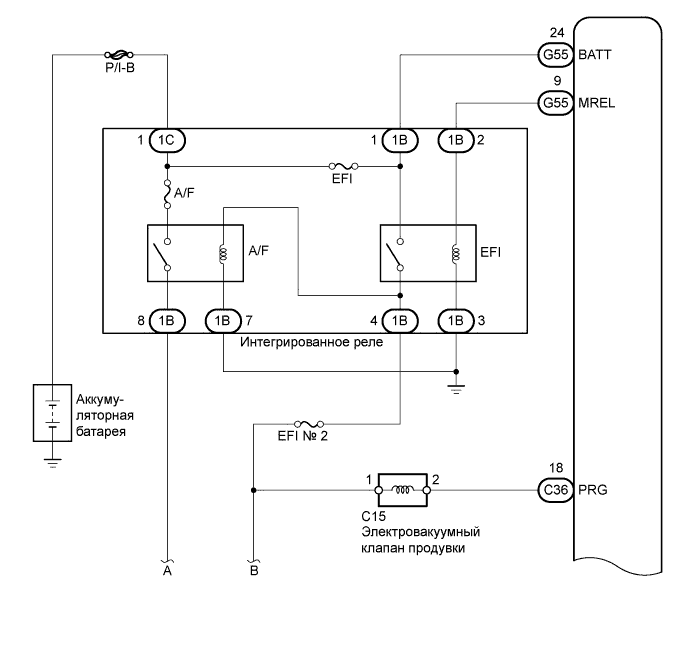 24
G55 BATT
P/I-B
9
G55 MREL
1 1C 1 1B 1B 2
EFI
A/F
A/F EFI
8 1B 1B 7 4 1B 1B 3
Интегрированное реле
Аккуму-
ляторная
батарея
EFI № 2
18
1 2 C36 PRG
C15
Электровакуумный
клапан продувки
A B